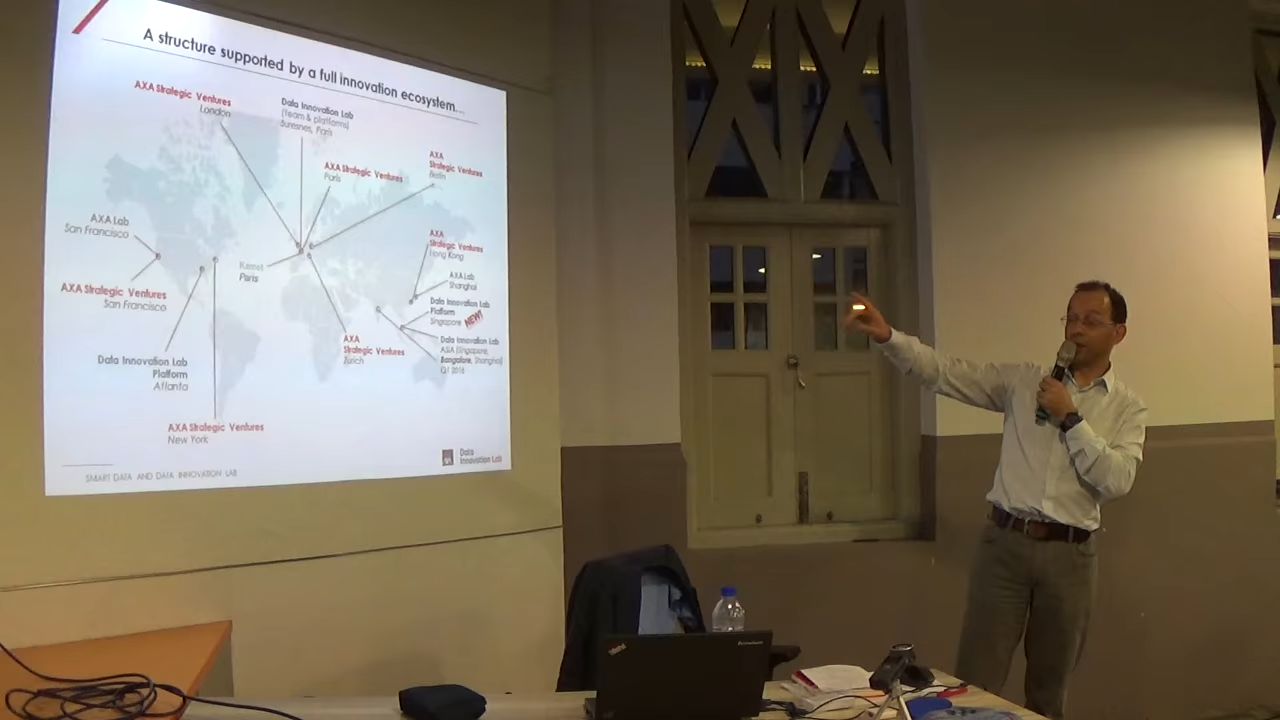 A structure supported by a full innovation ecosystem...
AXA Strategic Ventures
London
Data Innovation Lab
(team & platforms)
Suresnes, Paris
AXA Strategic Ventures
Paris
AXA
Strategic Ventures
Berlin
AXA Lab
San Francisco
AXA Strategic Ventures
San Francisco
Kamet
Paris
AXA
Strategic Ventures
Hong Kong
AXA Lab
Shanghai
Data Innovation Lab
Platform
Singapore
NEW!
Data Innovation Lab
ASIA (Singapore,
Bangalore, Shanghai)
Q1 2016
AXA
Strategic Ventures
Zurich
Data Innovation Lab
Platform
Atlanta
AXA Strategic Ventures
New York
SMART DATA AND DATA INNOVATION LAB
Data
Innovation Lab
ThinkPad